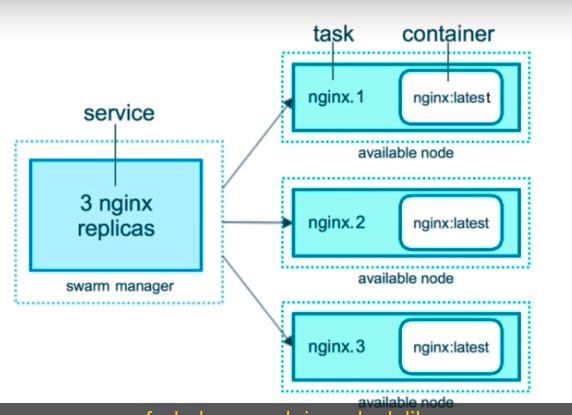 task
container
nginx.1
nginx:latest
available node
service
3 nginx
replicas
swarm manager
nginx.2
nginx:latest
available node
nginx.3
nginx:latest
available node